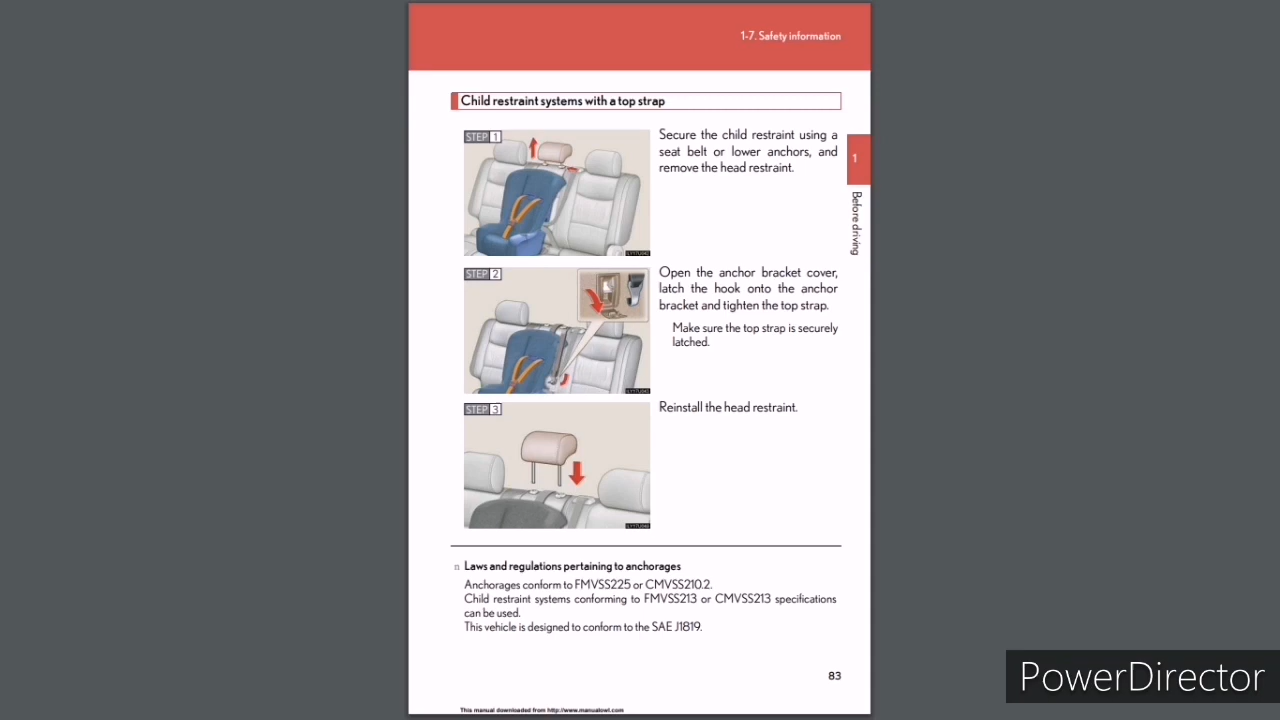 1-7. Safety information
Child restraint systems with a top strap
STEP 1
Secure the child restraint using a
seat belt or lower anchors, and
remove the head restraint.
1
Before driving
STEP 2
Open the anchor bracket cover,
latch the hook onto the anchor
bracket and tighten the top strap.
Make sure the top strap is securely
latched.
STEP 3
Reinstall the head restraint.
n Laws and regulations pertaining to anchorages
Anchorages conform to FMVSS225 or CMVSS210.2.
Child restraint systems conforming to FMVSS213 or CMVSS213 specifications
can be used.
This vehicle is designed to conform to the SAE J1819.
83
This manual downloaded from http://www.manualowl.com
PowerDirector